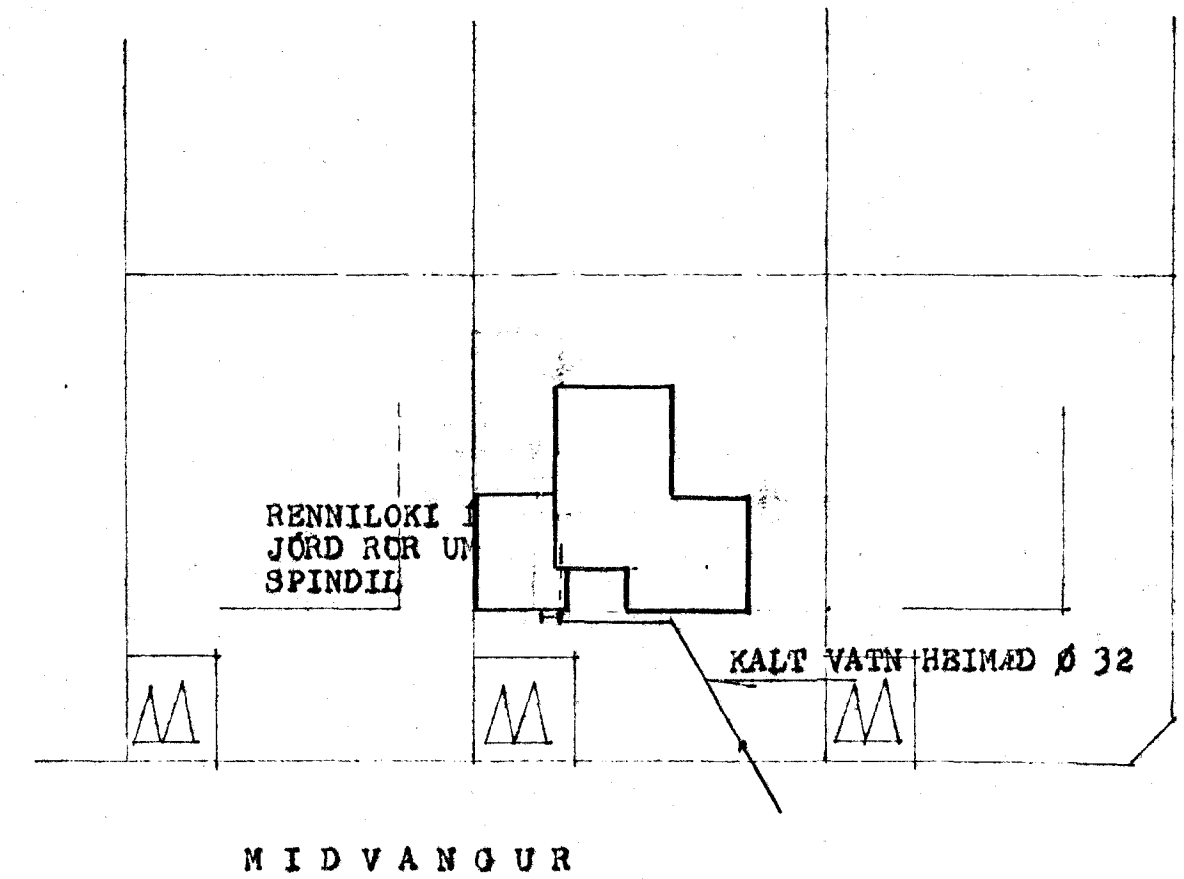 RENNILOKI Í
JÖRD RÖR UM
SPINDIL
KALT VATN HEIMÆD Ø 32
MIDVANGUR